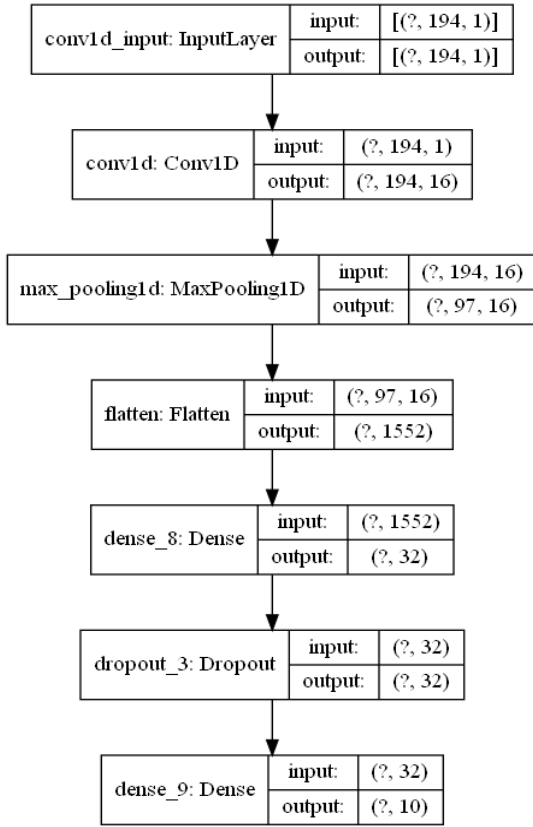 conv1d_input: InputLayer
input: [(?, 194, 1)]
output: [(?, 194, 1)]
conv1d: Conv1D
input: (?, 194, 1)
output: (?, 194, 16)
max_pooling1d: MaxPooling1D
input: (?, 194, 16)
output: (?, 97, 16)
flatten: Flatten
input: (?, 97, 16)
output: (?, 1552)
dense_8: Dense
input: (?, 1552)
output: (?, 32)
dropout_3: Dropout
input: (?, 32)
output: (?, 32)
dense_9: Dense
input: (?, 32)
output: (?, 10)